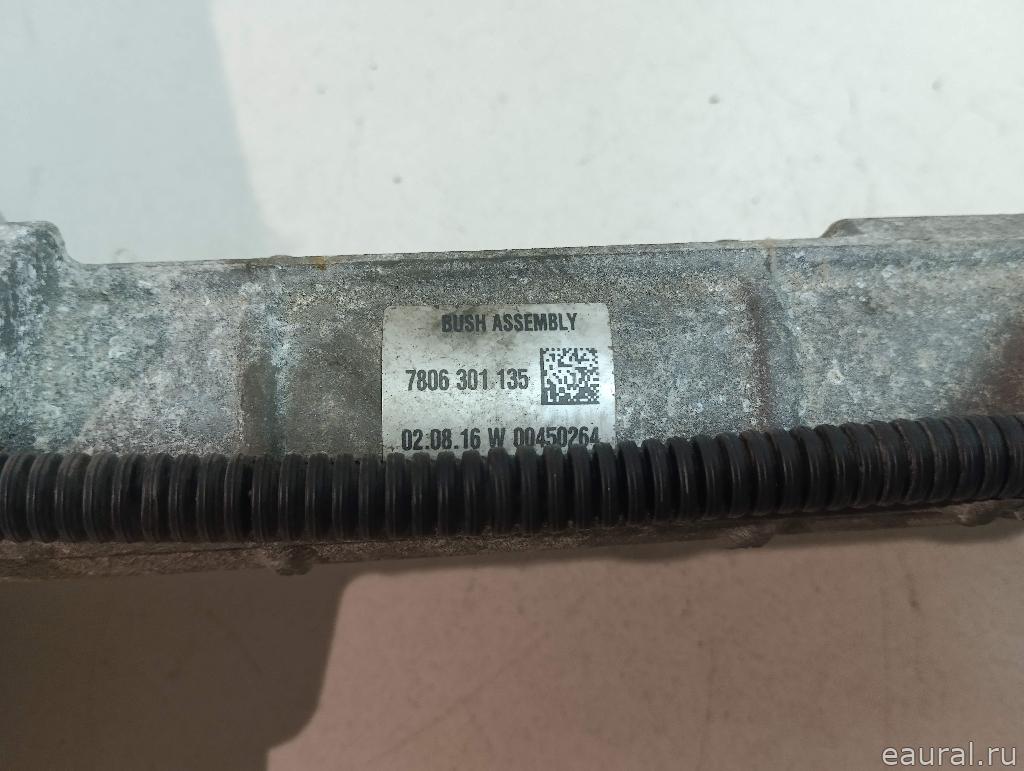 BUSH ASSEMBLY
7806 301 135
02.08.16 W 00450264
eaural.ru